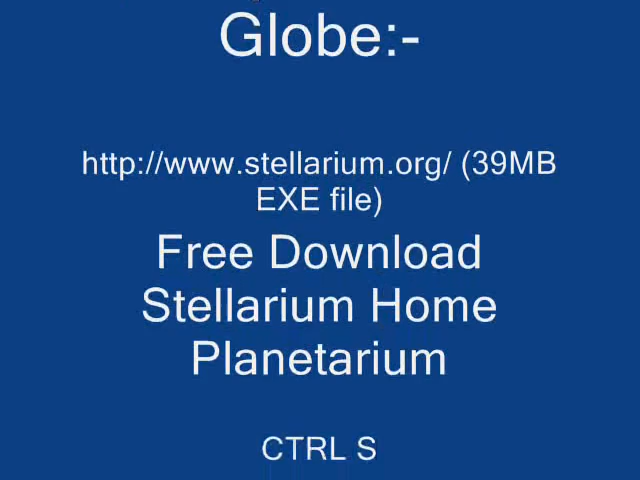 Globe:-
http://www.stellarium.org/ (39MB
EXE file)
Free Download
Stellarium Home
Planetarium
CTRL S